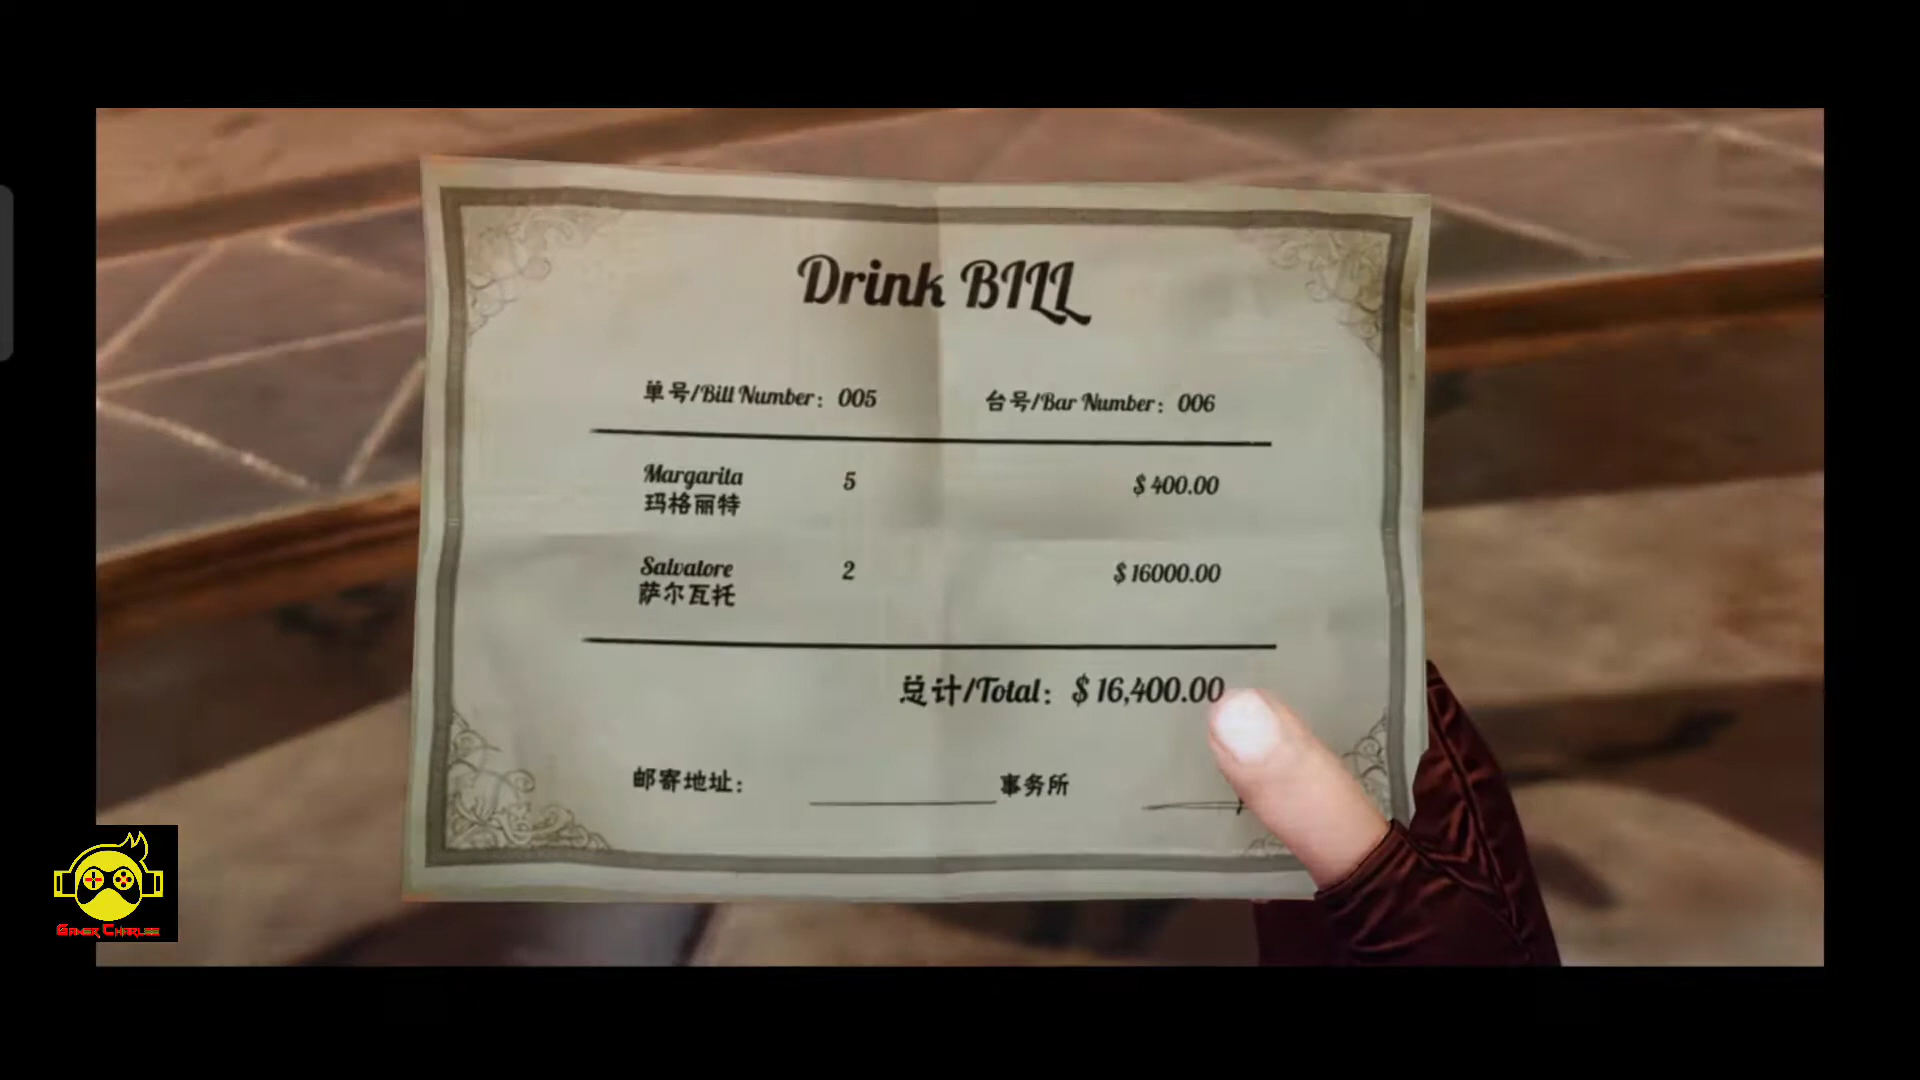 Drink BILL
单号/Bill Number：005 台号/Bar Number：006
Margarita 5 $ 400.00
玛格丽特
Salvatore 2 $ 16000.00
萨尔瓦托
总计/Total：$ 16,400.00
邮寄地址： 事务所
Gamer Charlie